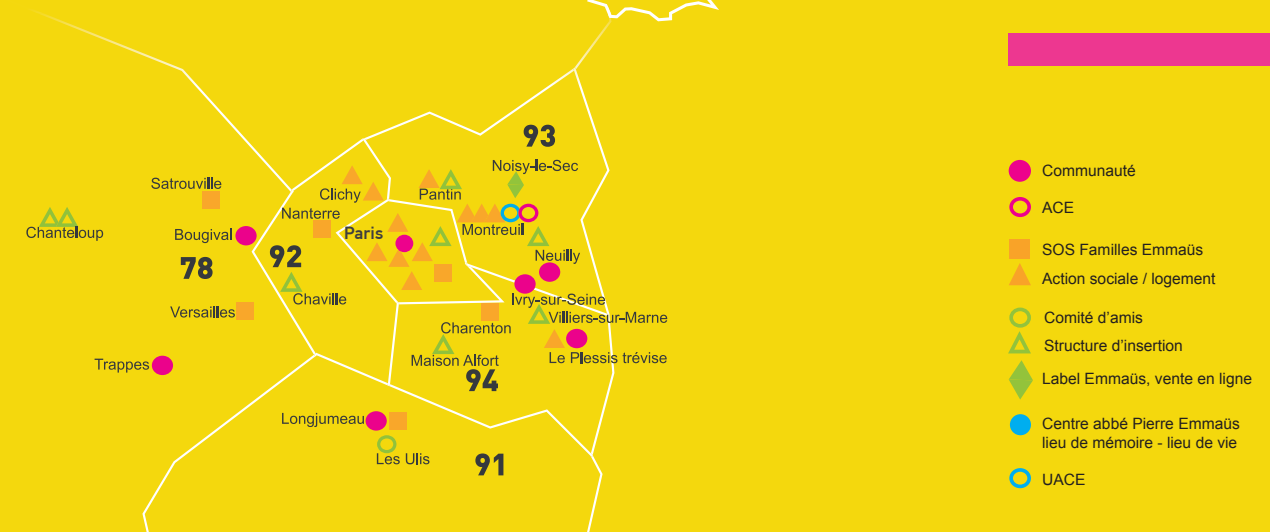 93
Noisy-le-Sec
Satrouville
Clichy
Pantin
Nanterre
Chanteloup
Bougival
Paris
Montreuil
78
92
Neuilly
Chaville
Ivry-sur-Seine
Versailles
Villiers-sur-Marne
Charenton
Maison Alfort
Le Plessis trévise
Trappes
94
Longjumeau
Les Ulis
91
Communauté
ACE
SOS Familles Emmaüs
Action sociale / logement
Comité d'amis
Structure d'insertion
Label Emmaüs, vente en ligne
Centre abbé Pierre Emmaüs
lieu de mémoire - lieu de vie
UACE